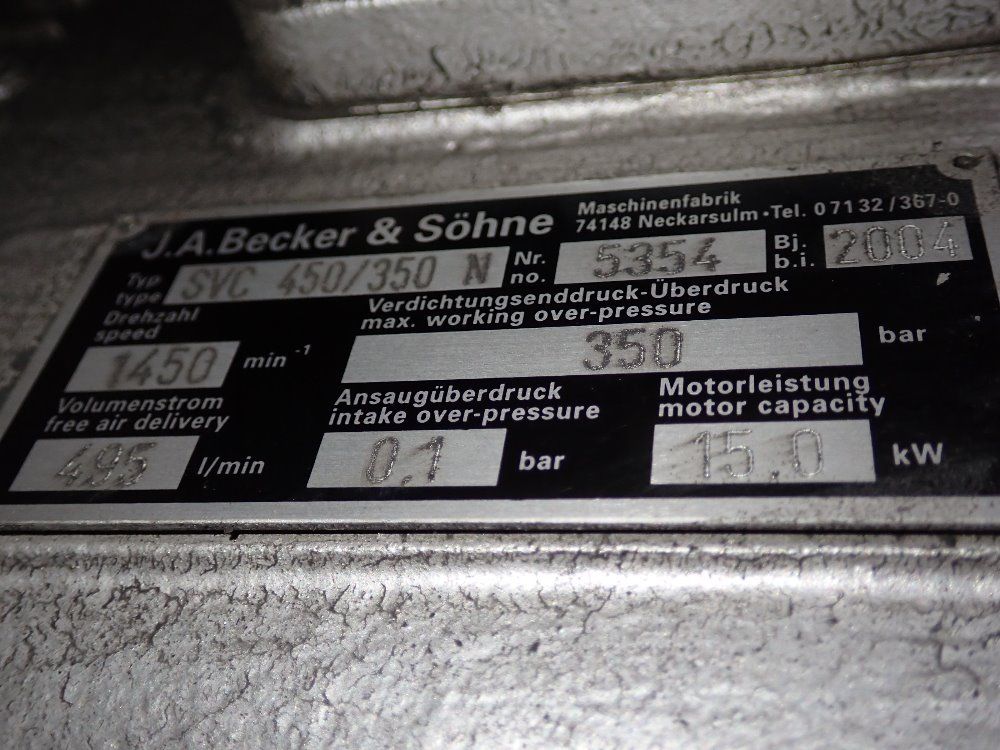 J.A.Becker & Söhne Maschinenfabrik
74148 Neckarsulm • Tel. 07132/367-0
Typ
type SVC 450/350 N Nr.
no. 5354 Bj.
b.i. 2004
Drehzahl
speed
1450 min -1
Verdichtungsenddruck-Überdruck
max. working over-pressure
350 bar
Volumenstrom
free air delivery
495 l/min
Ansaugüberdruck
intake over-pressure
0,1 bar
Motorleistung
motor capacity
15,0 kW